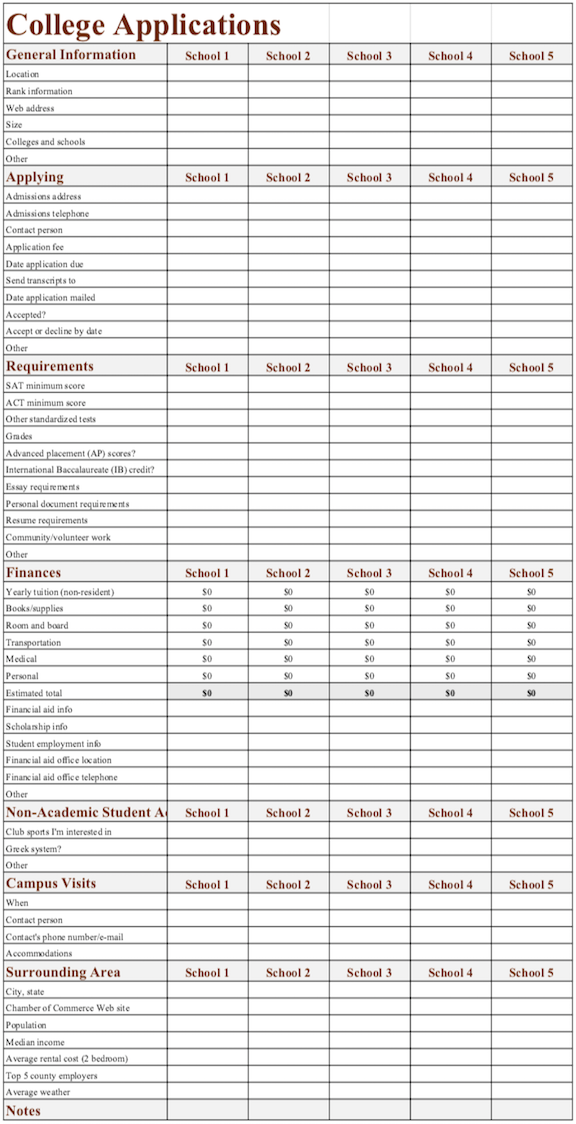 College Applications
General Information School 1 School 2 School 3 School 4 School 5
Location
Rank information
Web address
Size
Colleges and schools
Other
Applying School 1 School 2 School 3 School 4 School 5
Admissions address
Admissions telephone
Contact person
Application fee
Date application due
Send transcripts to
Date application mailed
Accepted?
Accept or decline by date
Other
Requirements School 1 School 2 School 3 School 4 School 5
SAT minimum score
ACT minimum score
Other standardized tests
Grades
Advanced placement (AP) scores?
International Baccalaureate (IB) credit?
Essay requirements
Personal document requirements
Resume requirements
Community/volunteer work
Other
Finances School 1 School 2 School 3 School 4 School 5
Yearly tuition (non-resident) $0 $0 $0 $0 $0
Books/supplies $0 $0 $0 $0 $0
Room and board $0 $0 $0 $0 $0
Transportation $0 $0 $0 $0 $0
Medical $0 $0 $0 $0 $0
Personal $0 $0 $0 $0 $0
Estimated total $0 $0 $0 $0 $0
Financial aid info
Scholarship info
Student employment info
Financial aid office location
Financial aid office telephone
Other
Non-Academic Student A School 1 School 2 School 3 School 4 School 5
Club sports I'm interested in
Greek system?
Other
Campus Visits School 1 School 2 School 3 School 4 School 5
When
Contact person
Contact's phone number/e-mail
Accommodations
Surrounding Area School 1 School 2 School 3 School 4 School 5
City, state
Chamber of Commerce Web site
Population
Median income
Average rental cost (2 bedroom)
Top 5 county employers
Average weather
Notes